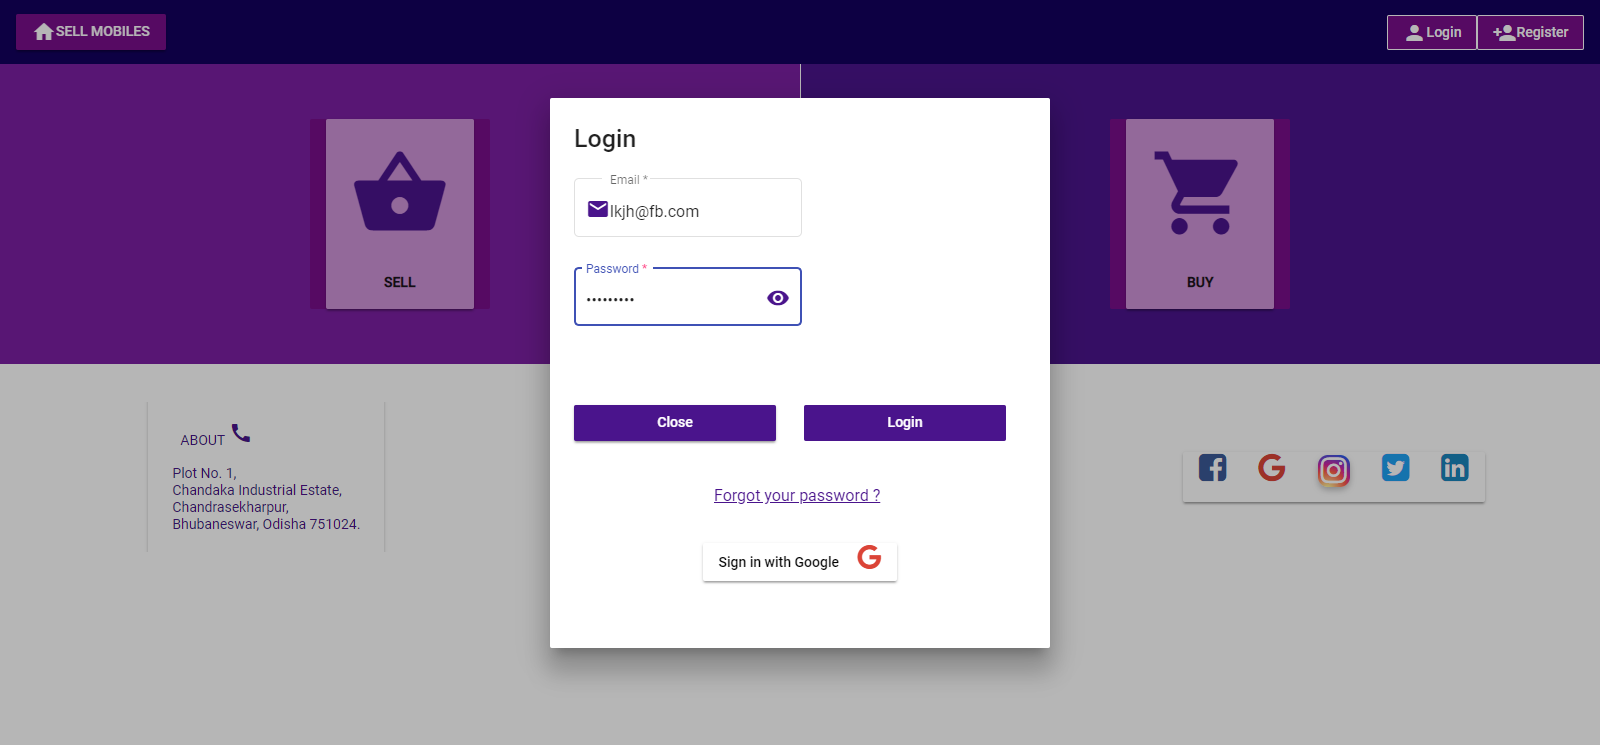 SELL MOBILES
Login
Register
SELL
BUY
Login
Email *
lkjh@fb.com
Password *
•••••••••
Close
Login
Forgot your password ?
Sign in with Google
ABOUT
Plot No. 1,
Chandaka Industrial Estate,
Chandrasekharpur,
Bhubaneswar, Odisha 751024.